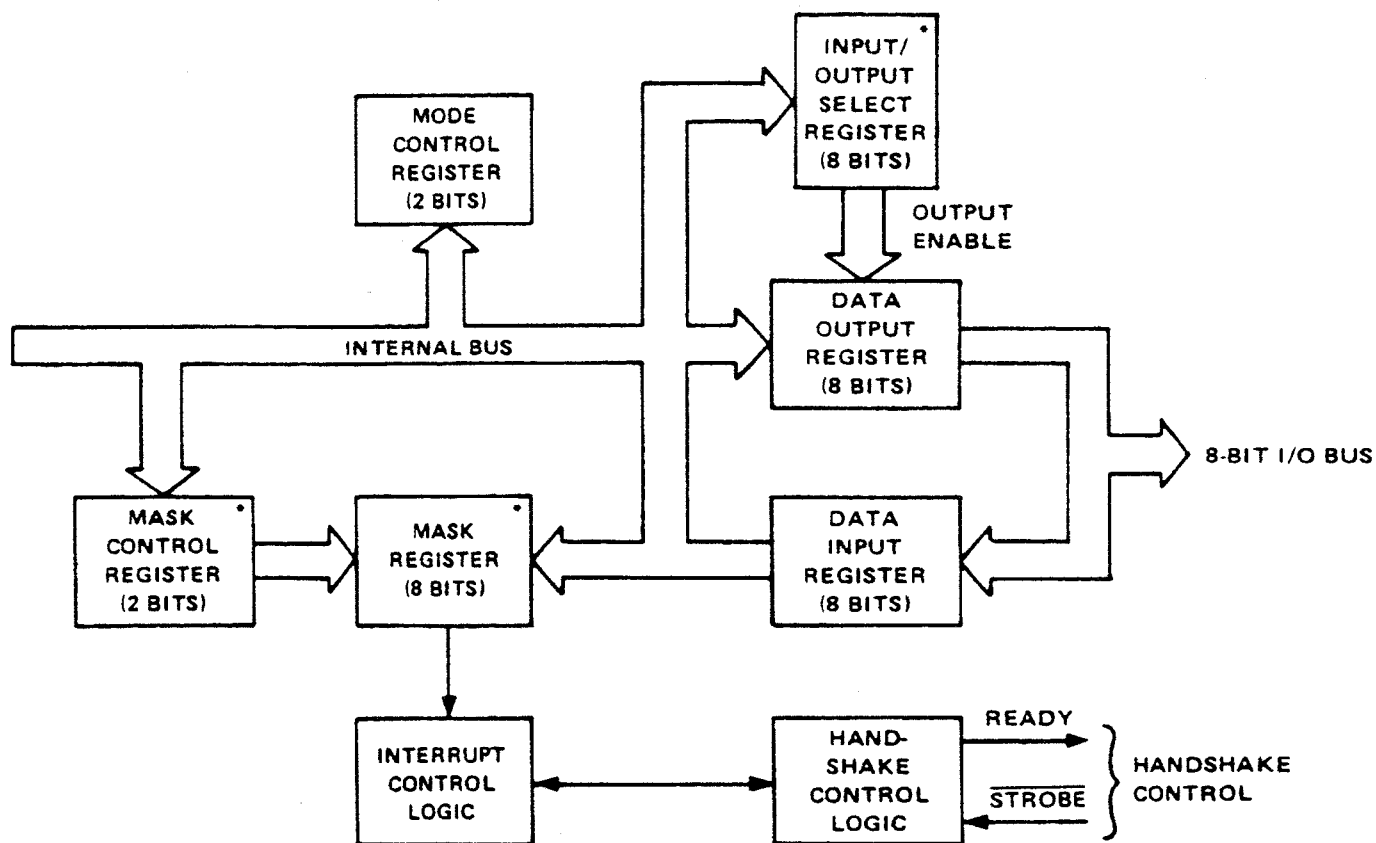 INPUT/
OUTPUT
SELECT
REGISTER
(8 BITS)
MODE
CONTROL
REGISTER
(2 BITS)
OUTPUT
ENABLE
DATA
OUTPUT
REGISTER
(8 BITS)
INTERNAL BUS
8-BIT I/O BUS
MASK
CONTROL
REGISTER
(2 BITS)
MASK
REGISTER
(8 BITS)
DATA
INPUT
REGISTER
(8 BITS)
INTERRUPT
CONTROL
LOGIC
HAND-
SHAKE
CONTROL
LOGIC
READY
STROBE
HANDSHAKE
CONTROL